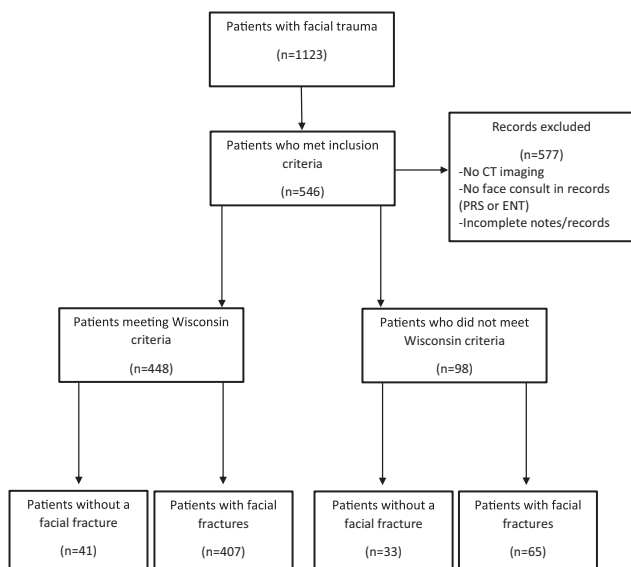 Patients with facial trauma
(n=1123)
Patients who met inclusion
criteria
(n=546)
Records excluded
(n=577)
-No CT imaging
-No face consult in records
(PRS or ENT)
-Incomplete notes/records
Patients meeting Wisconsin
criteria
(n=448)
Patients who did not meet
Wisconsin criteria
(n=98)
Patients without a
facial fracture
(n=41)
Patients with facial
fractures
(n=407)
Patients without a
facial fracture
(n=33)
Patients with facial
fractures
(n=65)